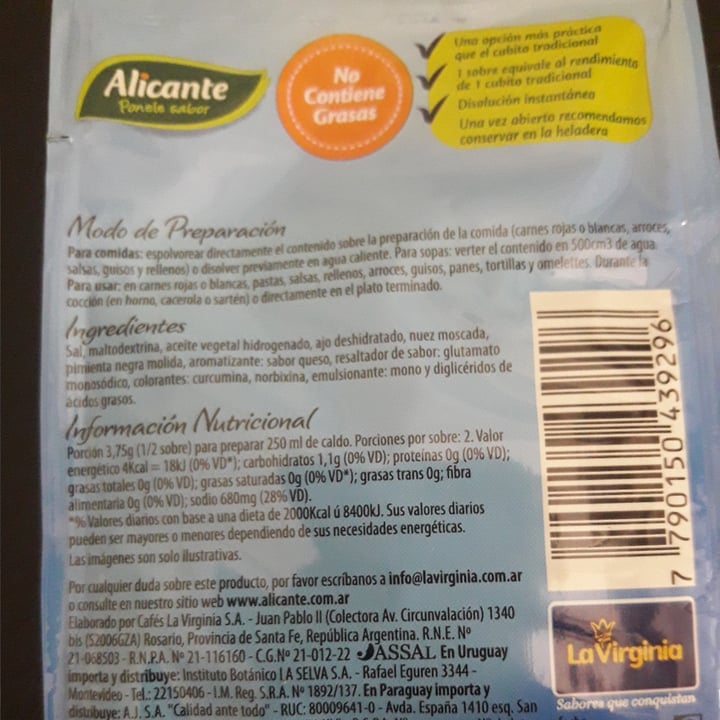 Alicante
Ponele sabor
No
Contiene
Grasas
Una opción más práctica
que el cubito tradicional
1 sobre equivale al rendimiento
de 1 cubito tradicional
Disolución instantánea
Una vez abierto recomendamos
conservar en la heladera
Modo de Preparación
Para comidas: espolvorear directamente el contenido sobre la preparación de la comida (carnes rojas o blancas, arroces,
salsas, guisos y rellenos) o disolver previamente en agua caliente. Para sopas: verter el contenido en 500cm3 de agua.
Para usar: en carnes rojas o blancas, pastas, salsas, rellenos, arroces, guisos, panes, tortillas y omelettes. Durante la
cocción (en horno, cacerola o sartén) o directamente en el plato terminado.
Ingredientes
Sal, maltodextrina, aceite vegetal hidrogenado, ajo deshidratado, nuez moscada,
pimienta negra molida, aromatizante: sabor queso, resaltador de sabor: glutamato
monosódico, colorantes: curcumina, norbixina, emulsionante: mono y diglicéridos de
ácidos grasos.
Información Nutricional
Porción 3,75g (1/2 sobre) para preparar 250 ml de caldo. Porciones por sobre: 2. Valor
energético 4Kcal = 18kJ (0% VD*); carbohidratos 1,1g (0% VD); proteínas 0g (0% VD);
grasas totales 0g (0% VD); grasas saturadas 0g (0% VD*); grasas trans 0g; fibra
alimentaria 0g (0% VD); sodio 680mg (28% VD).
*% Valores diarios con base a una dieta de 2000Kcal ú 8400kJ. Sus valores diarios
pueden ser mayores o menores dependiendo de sus necesidades energéticas.
Las imágenes son solo ilustrativas.
Por cualquier duda sobre este producto, por favor escríbanos a info@lavirginia.com.ar
o consulte en nuestro sitio web www.alicante.com.ar
Elaborado por Cafés La Virginia S.A. - Juan Pablo II (Colectora Av. Circunvalación) 1340
bis (S2006GZA) Rosario, Provincia de Santa Fe, República Argentina. R.N.E. Nº
21-068503 - R.N.P.A. Nº 21-116160 - C.G.Nº 21-012-22 ASSAL En Uruguay
importa y distribuye: Instituto Botánico LA SELVA S.A. - Rafael Eguren 3444 -
Montevideo - Tel.: 22150406 - I.M. Reg. S.R.A. Nº 1892/137. En Paraguay importa y
distribuye: A.J. S.A. "Calidad ante todo" - RUC: 80009641-0 - Avda. España 1410 esq. San
7 790150 439296
LaVirginia
Sabores que conquistan